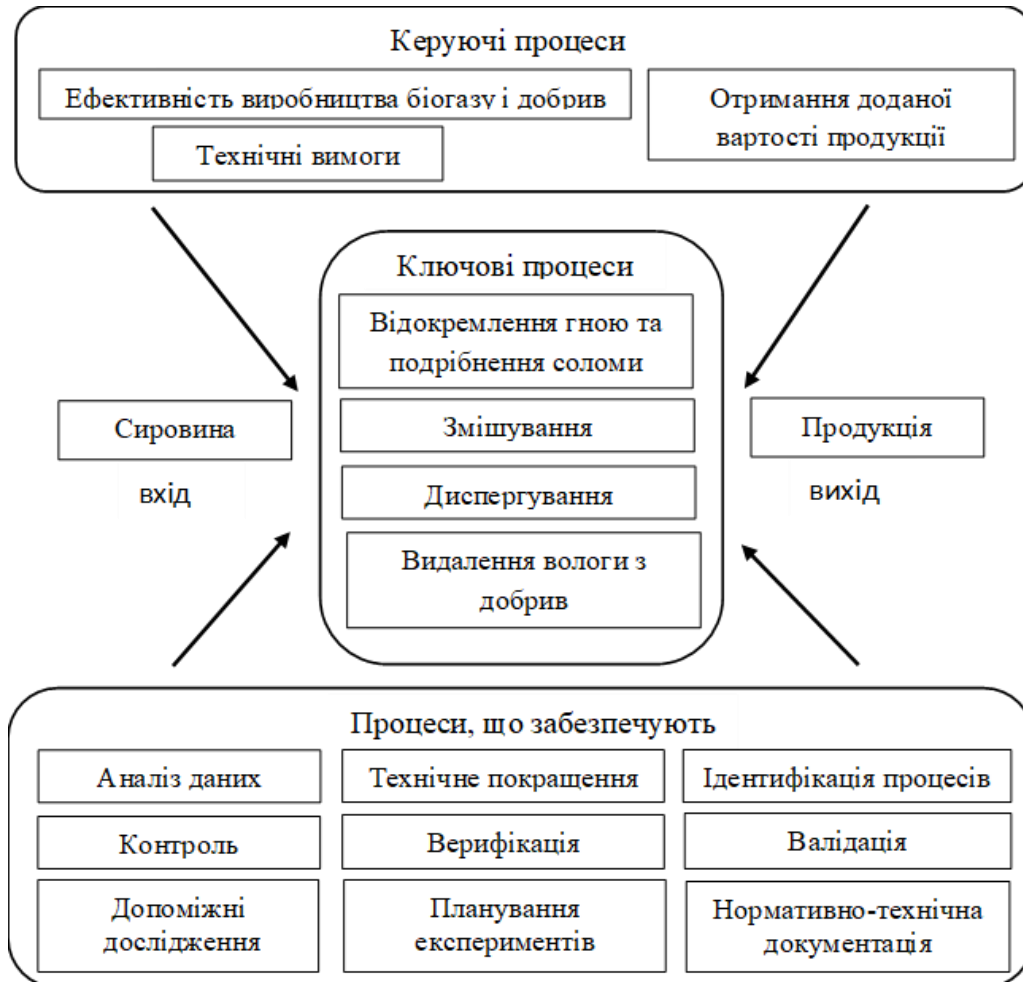 Керуючі процеси
Ефективність виробництва біогазу і добрив
Отримання доданої
вартості продукції
Технічні вимоги
Ключові процеси
Відокремлення гною та
подрібнення соломи
Сировина
Змішування
Продукція
вхід
Диспергування
вихід
Видалення вологи з
добрив
Процеси, що забезпечують
Аналіз даних
Технічне покращення
Ідентифікація процесів
Контроль
Верифікація
Валідація
Допоміжні
дослідження
Планування
експериментів
Нормативно-технічна
документація